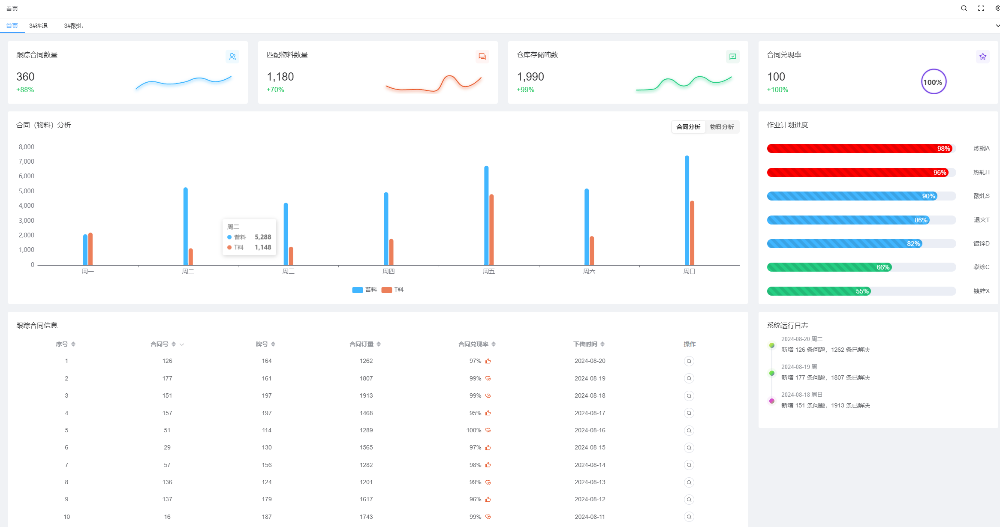 首页
首页 3#连退 3#酸轧
跟踪合同数量
360
+88%
匹配物料数量
1,180
+70%
仓库存储吨数
1,990
+99%
合同兑现率
100
+100%
100%
合同（物料）分析
合同分析 物料分析
8,000
7,000
6,000
5,000
4,000
3,000
2,000
1,000
0
周二
普料 5,288
T料 1,148
周一 周二 周三 周四 周五 周六 周日
普料 T料
作业计划进度
98% 炼钢A
96% 热轧H
90% 酸轧S
86% 退火T
82% 镀锌D
66% 彩涂C
55% 镀锌X
跟踪合同信息
序号 合同号 牌号 合同订量 合同兑现率 下传时间 操作
1 126 164 1262 97% 2024-08-20
2 177 161 1807 99% 2024-08-19
3 151 197 1913 99% 2024-08-18
4 157 197 1468 95% 2024-08-17
5 51 114 1289 100% 2024-08-16
6 29 130 1565 97% 2024-08-15
7 57 156 1282 98% 2024-08-14
8 136 124 1201 99% 2024-08-13
9 137 179 1617 96% 2024-08-12
10 16 187 1743 99% 2024-08-11
系统运行日志
2024-08-20 周二
新增 126 条问题，1262 条已解决
2024-08-19 周一
新增 177 条问题，1807 条已解决
2024-08-18 周日
新增 151 条问题，1913 条已解决